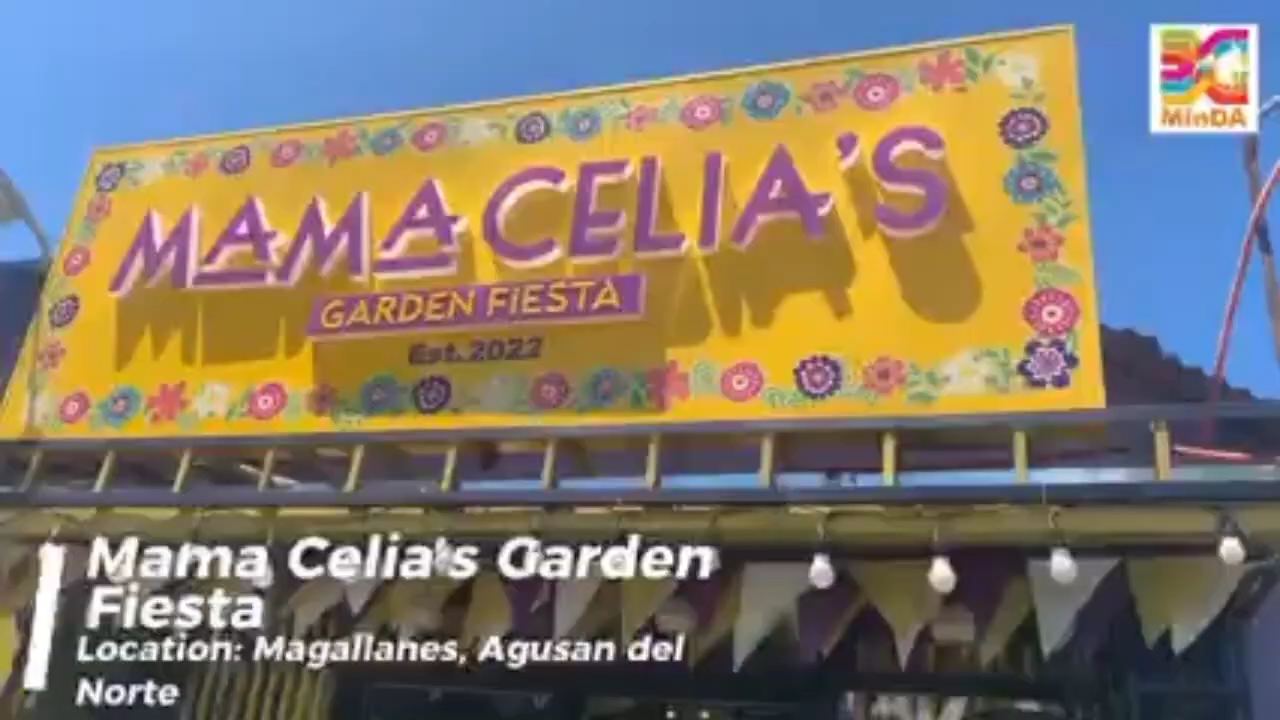 MinDA
MAMA CELIA'S
GARDEN FiESTA
Est. 2022
Mama Celia's Garden
Fiesta
Location: Magallanes, Agusan del
Norte